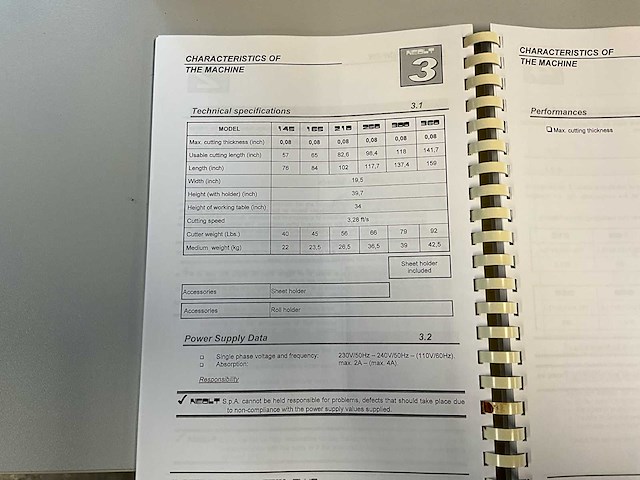 CHARACTERISTICS OF
THE MACHINE
3
Technical specifications 3.1
MODEL 145 165 210 250 300 360
Max. cutting thickness (inch) 0,08 0,08 0,08 0,08 0,08 0,08
Usable cutting length (inch) 57 65 82,6 98,4 118 141,7
Length (inch) 76 84 102 117,7 137,4 159
Width (inch) 19,5
Height (with holder) (inch) 39,7
Height of working table (inch) 34
Cutting speed 3,28 ft/s
Cutter weight (Lbs.) 40 45 56 66 79 92
Medium weight (kg) 22 23,5 26,5 36,5 39 42,5
Sheet holder
included
Accessories Sheet holder
Accessories Roll holder
Power Supply Data 3.2
Single phase voltage and frequency: 230V/50Hz – 240V/50Hz – (110V/60Hz)
Absorption: max. 2A – (max. 4A)
Responsibility
NEOLT S.p.A. cannot be held responsible for problems, defects that should take place due
to non-compliance with the power supply values supplied.
CHARACTERISTICS OF
THE MACHINE
Performances
Max. cutting thickness